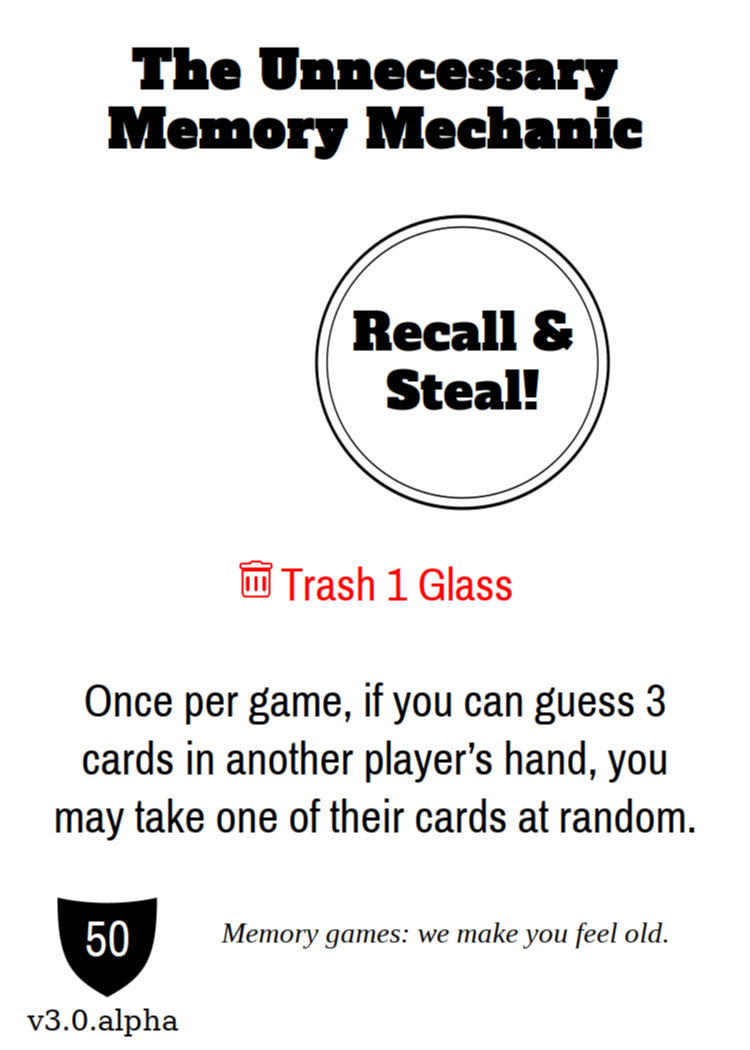 The Unnecessary
Memory Mechanic
Recall &
Steal!
Trash 1 Glass
Once per game, if you can guess 3
cards in another player’s hand, you
may take one of their cards at random.
50
Memory games: we make you feel old.
v3.0.alpha